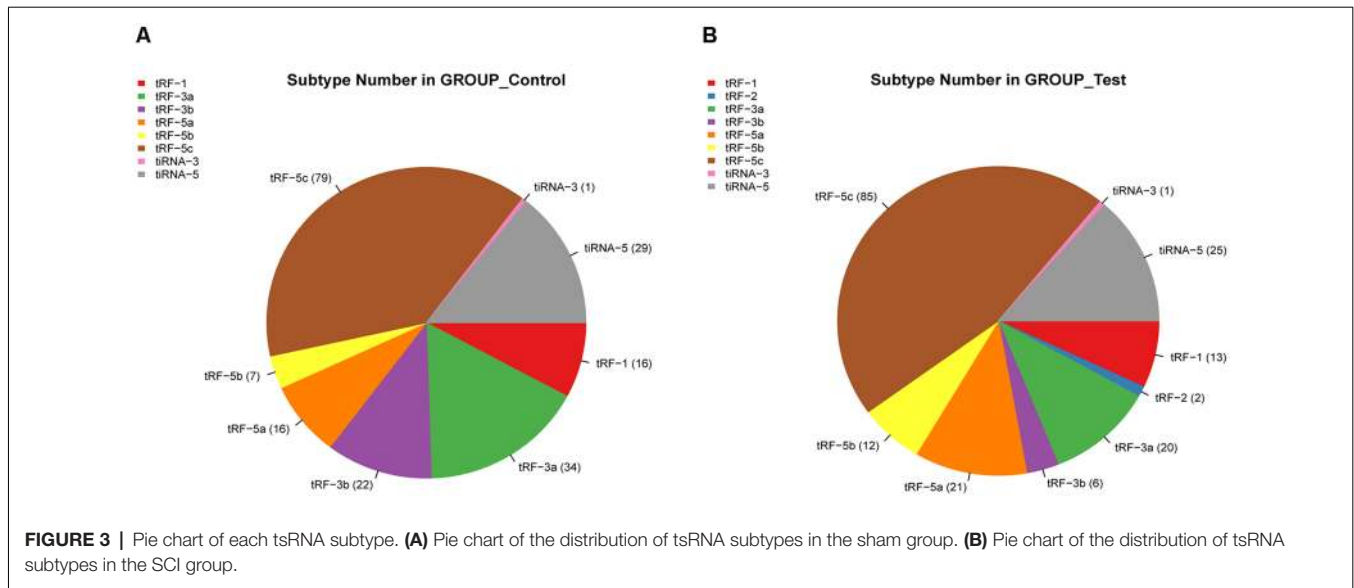 A
Subtype Number in GROUP_Control
tRF−1
tRF−3a
tRF−3b
tRF−5a
tRF−5b
tRF−5c
tiRNA−3
tiRNA−5
tRF−5c (79)
tiRNA−3 (1)
tiRNA−5 (29)
tRF−1 (16)
tRF−5b (7)
tRF−5a (16)
tRF−3b (22)
tRF−3a (34)
B
Subtype Number in GROUP_Test
tRF−1
tRF−2
tRF−3a
tRF−3b
tRF−5a
tRF−5b
tRF−5c
tiRNA−3
tiRNA−5
tRF−5c (85)
tiRNA−3 (1)
tiRNA−5 (25)
tRF−1 (13)
tRF−2 (2)
tRF−3a (20)
tRF−5b (12)
tRF−5a (21)
tRF−3b (6)
FIGURE 3 | Pie chart of each tsRNA subtype. (A) Pie chart of the distribution of tsRNA subtypes in the sham group. (B) Pie chart of the distribution of tsRNA
subtypes in the SCI group.